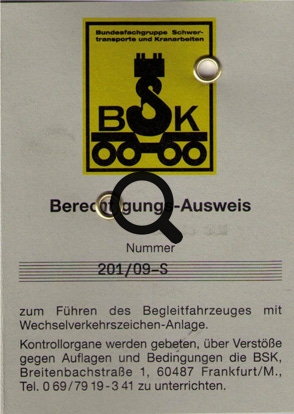 Bundesfachgruppe Schwer-
transporte und Kranarbeiten
BSK
Berechtigungs-Ausweis
Nummer
201/09-S
zum Führen des Begleitfahrzeuges mit
Wechselverkehrszeichen-Anlage.
Kontrollorgane werden gebeten, über Verstöße
gegen Auflagen und Bedingungen die BSK,
Breitenbachstraße 1, 60487 Frankfurt/M.,
Tel. 0 69/79 19-3 41 zu unterrichten.